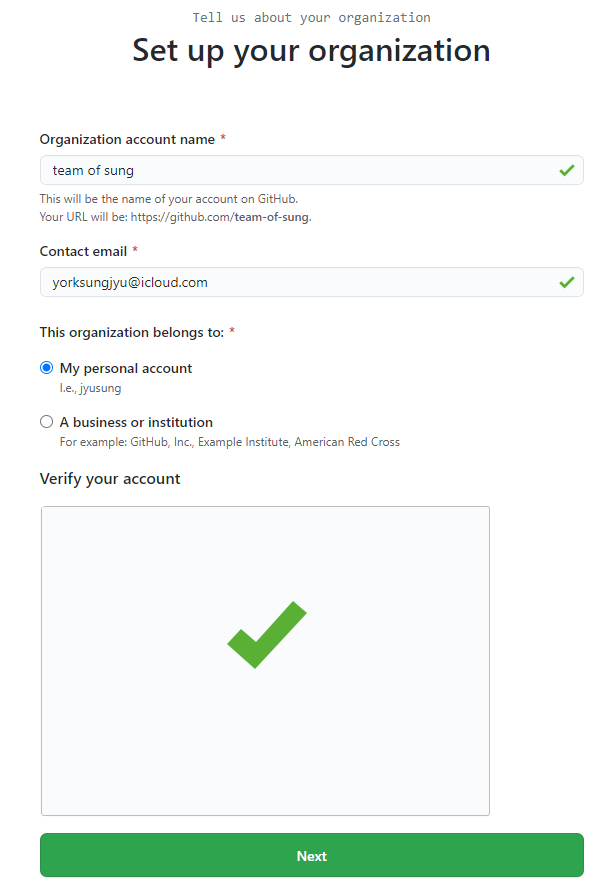 Tell us about your organization
Set up your organization
Organization account name *
team of sung
This will be the name of your account on GitHub.
Your URL will be: https://github.com/team-of-sung.
Contact email *
yorksungjyu@icloud.com
This organization belongs to: *
My personal account
I.e., jyusung
A business or institution
For example: GitHub, Inc., Example Institute, American Red Cross
Verify your account
Next